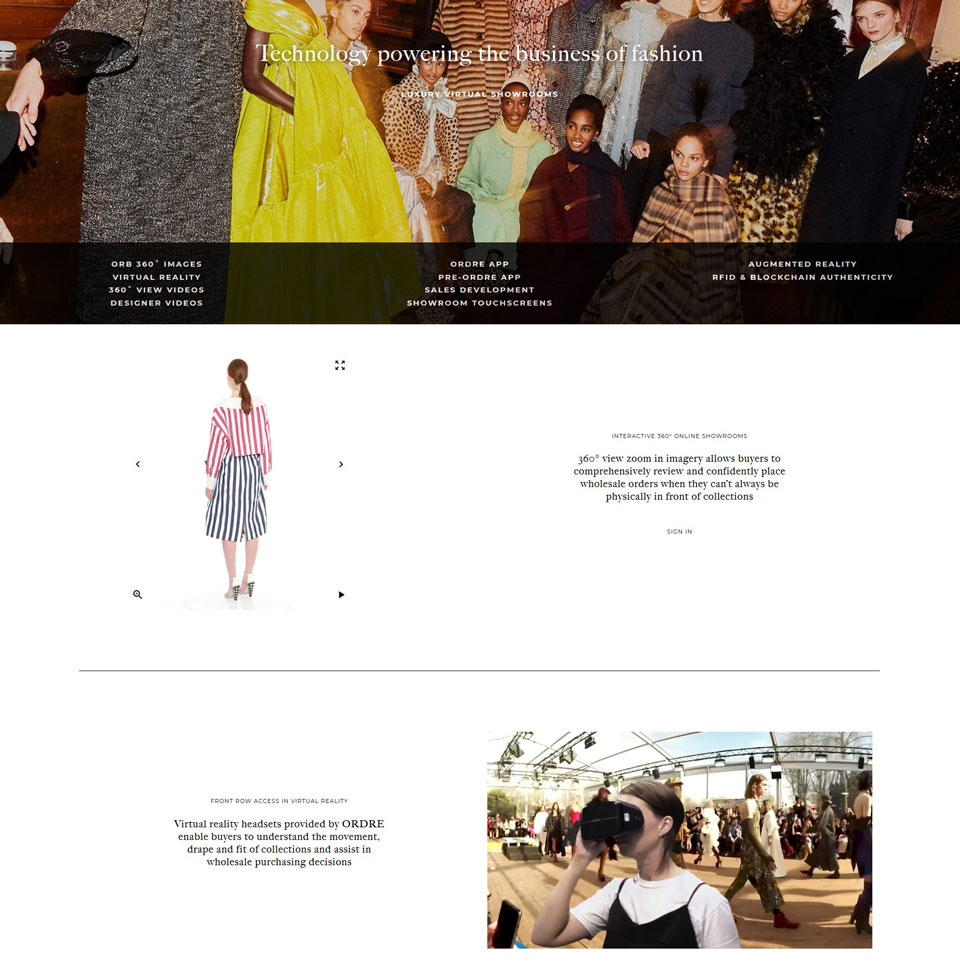 Technology powering the business of fashion
LUXURY VIRTUAL SHOWROOMS
ORB 360° IMAGES
VIRTUAL REALITY
360° VIEW VIDEOS
DESIGNER VIDEOS
ORDRE APP
PRE-ORDRE APP
SALES DEVELOPMENT
SHOWROOM TOUCHSCREENS
AUGMENTED REALITY
RFID & BLOCKCHAIN AUTHENTICITY
INTERACTIVE 360° ONLINE SHOWROOMS
360° view zoom in imagery allows buyers to
comprehensively review and confidently place
wholesale orders when they can't always be
physically in front of collections
SIGN IN
FRONT ROW ACCESS IN VIRTUAL REALITY
Virtual reality headsets provided by ORDRE
enable buyers to understand the movement,
drape and fit of collections and assist in
wholesale purchasing decisions